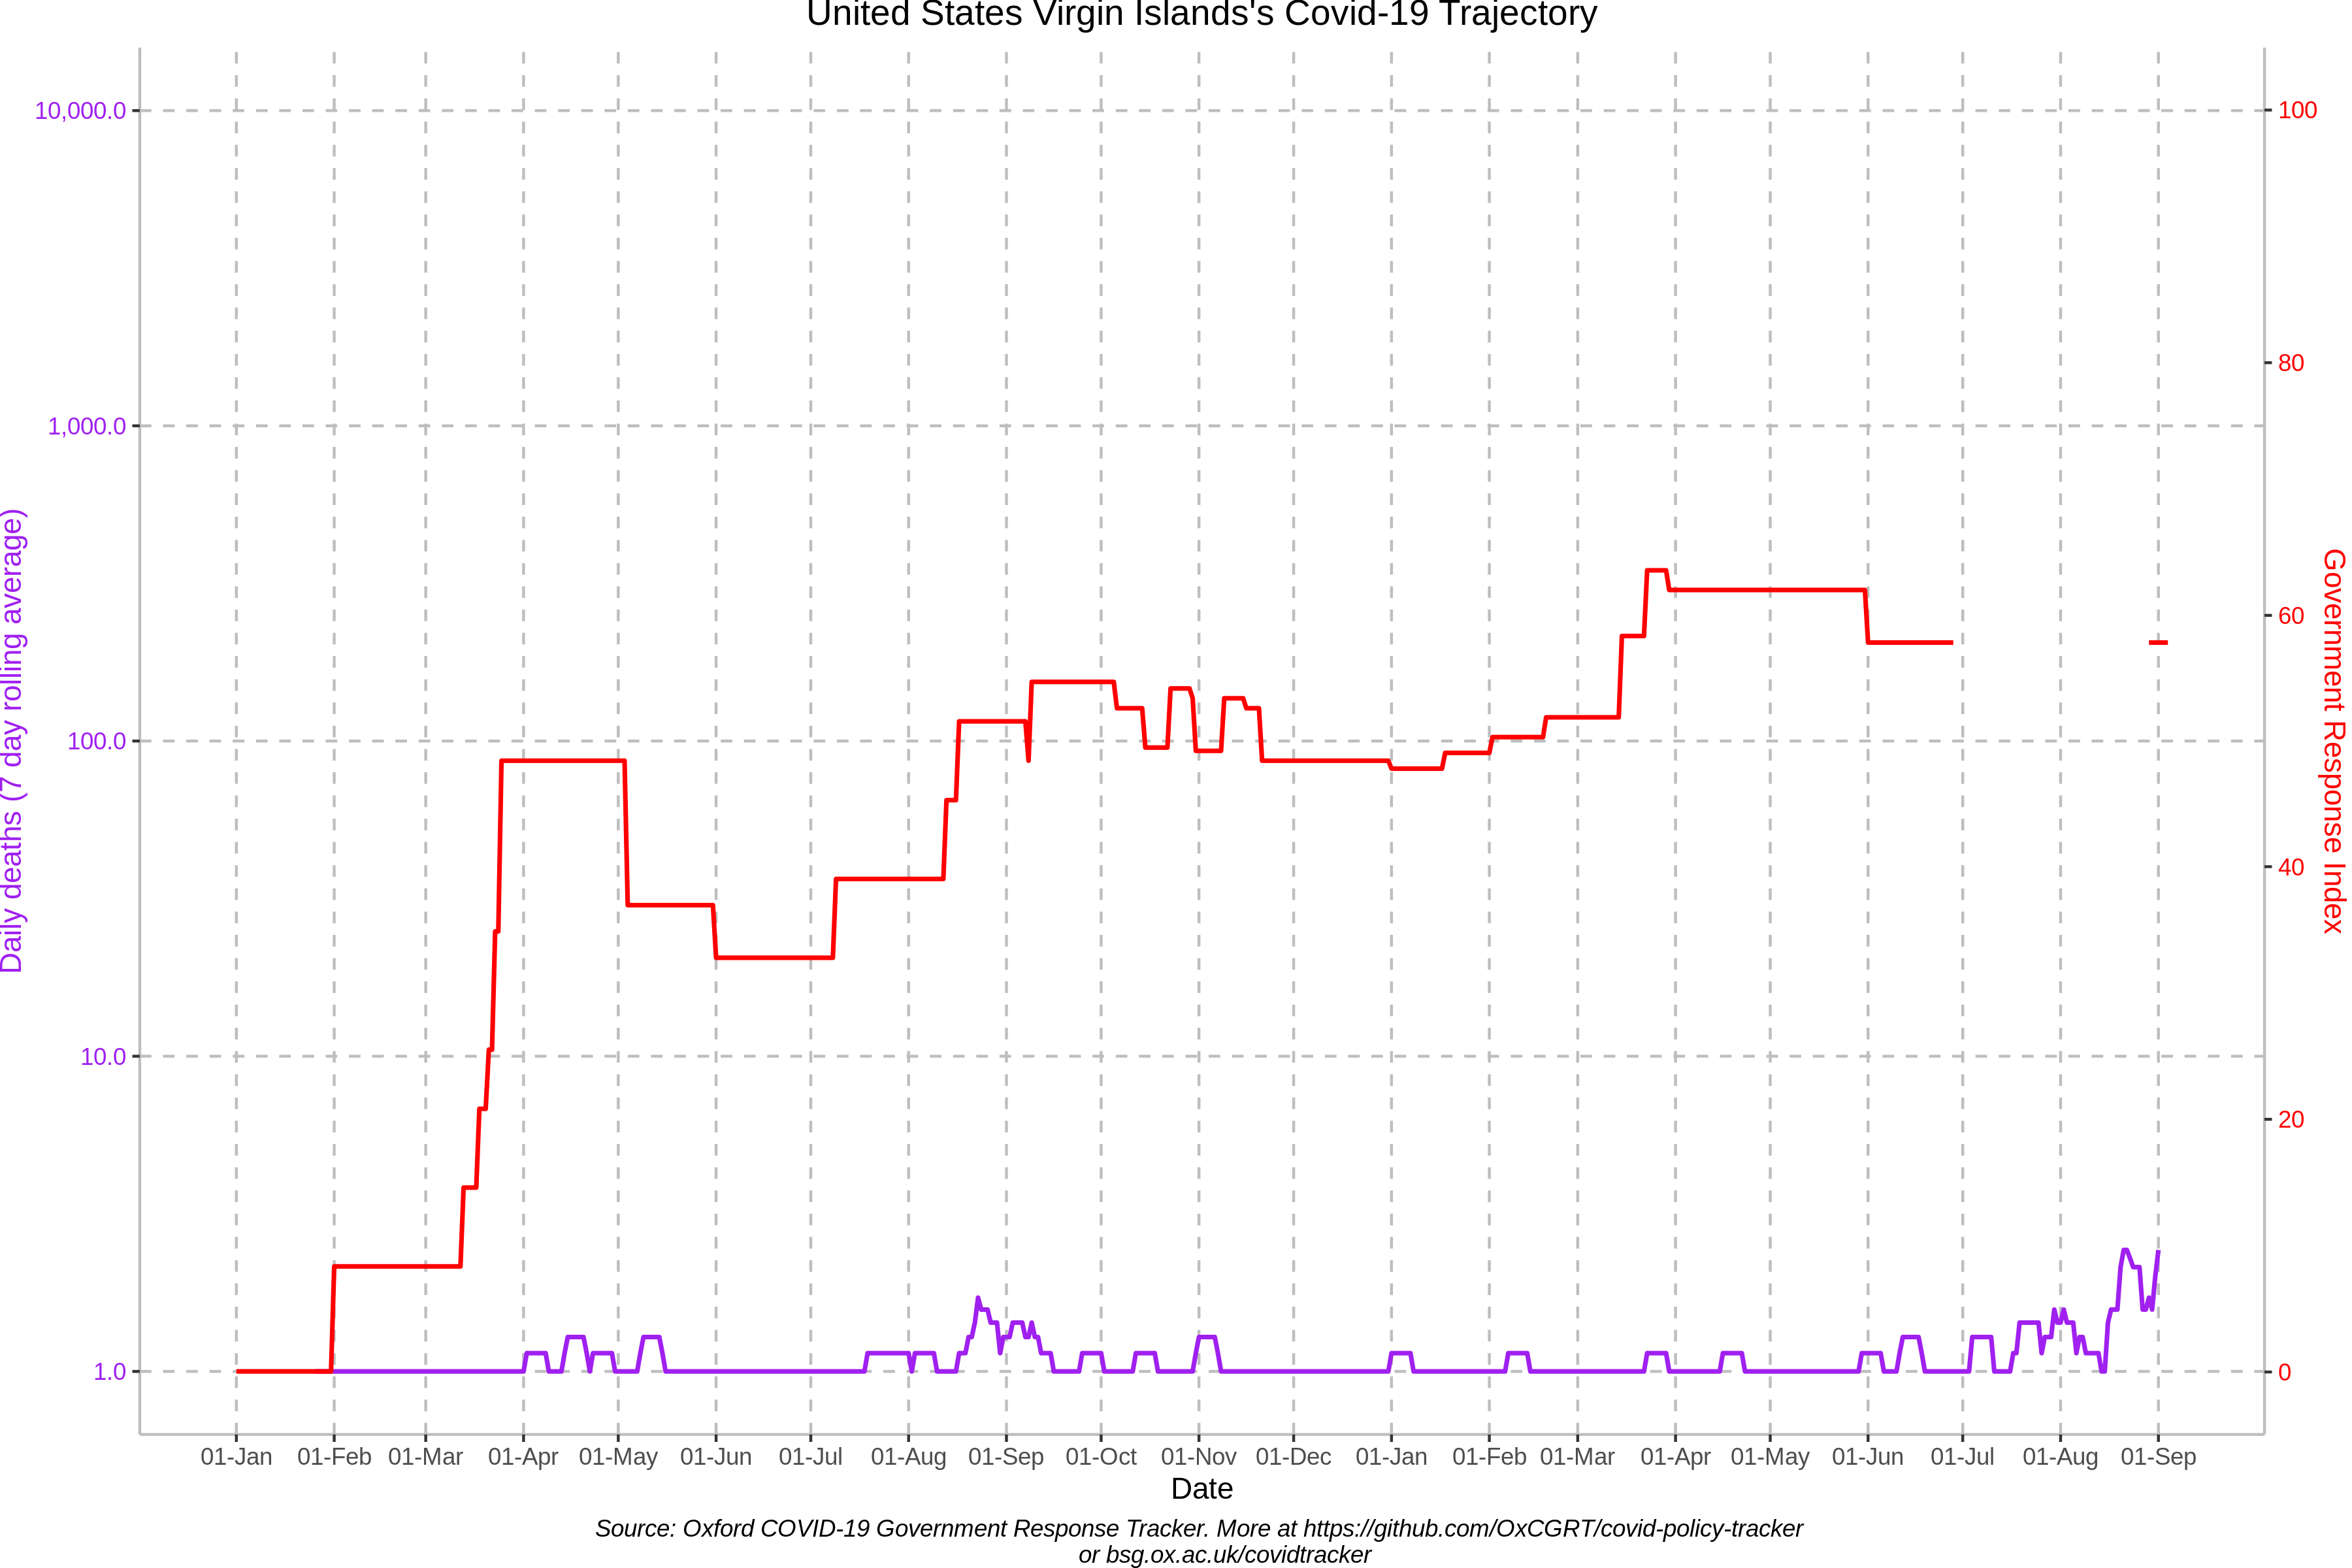 United States Virgin Islands's Covid-19 Trajectory
10,000.0
1,000.0
100.0
10.0
1.0
Daily deaths (7 day rolling average)
100
80
60
40
20
0
Government Response Index
01-Jan 01-Feb 01-Mar 01-Apr 01-May 01-Jun 01-Jul 01-Aug 01-Sep 01-Oct 01-Nov 01-Dec 01-Jan 01-Feb 01-Mar 01-Apr 01-May 01-Jun 01-Jul 01-Aug 01-Sep
Date
Source: Oxford COVID-19 Government Response Tracker. More at https://github.com/OxCGRT/covid-policy-tracker
or bsg.ox.ac.uk/covidtracker